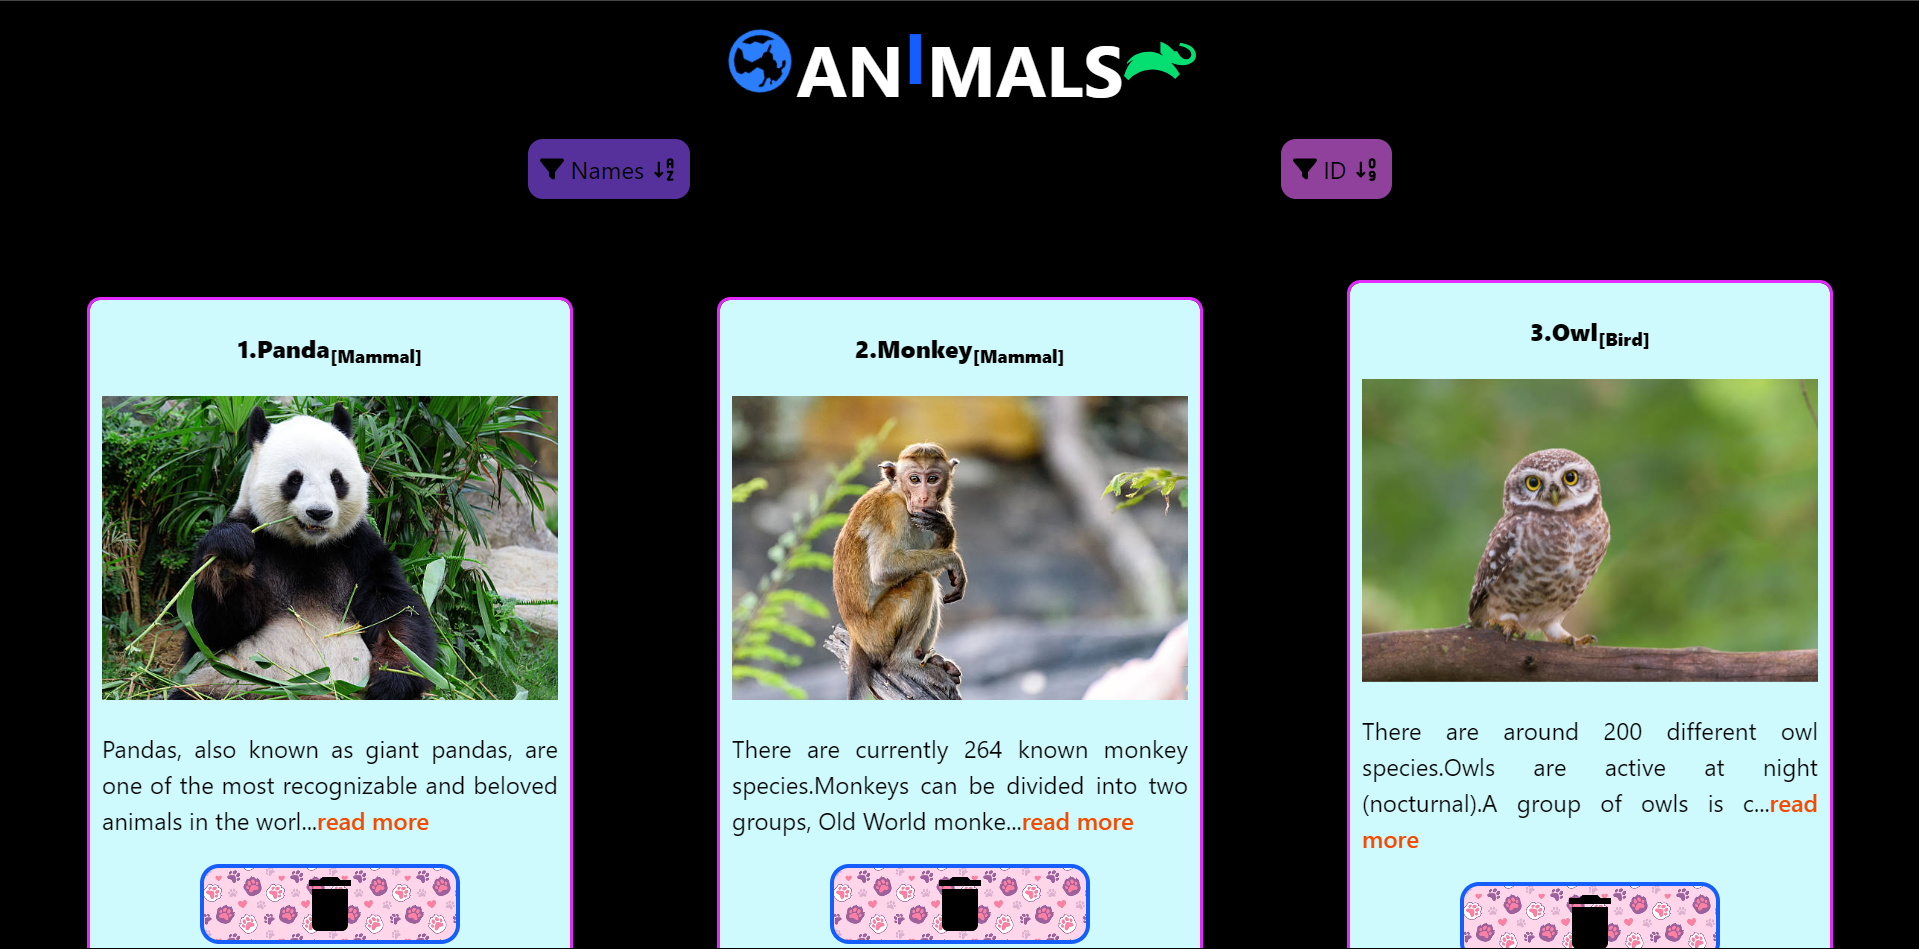 ANIMALS
Names
ID
1.Panda[Mammal]
Pandas, also known as giant pandas, are
one of the most recognizable and beloved
animals in the worl...read more
2.Monkey[Mammal]
There are currently 264 known monkey
species.Monkeys can be divided into two
groups, Old World monke...read more
3.Owl[Bird]
There are around 200 different owl
species.Owls are active at night
(nocturnal).A group of owls is c...read
more